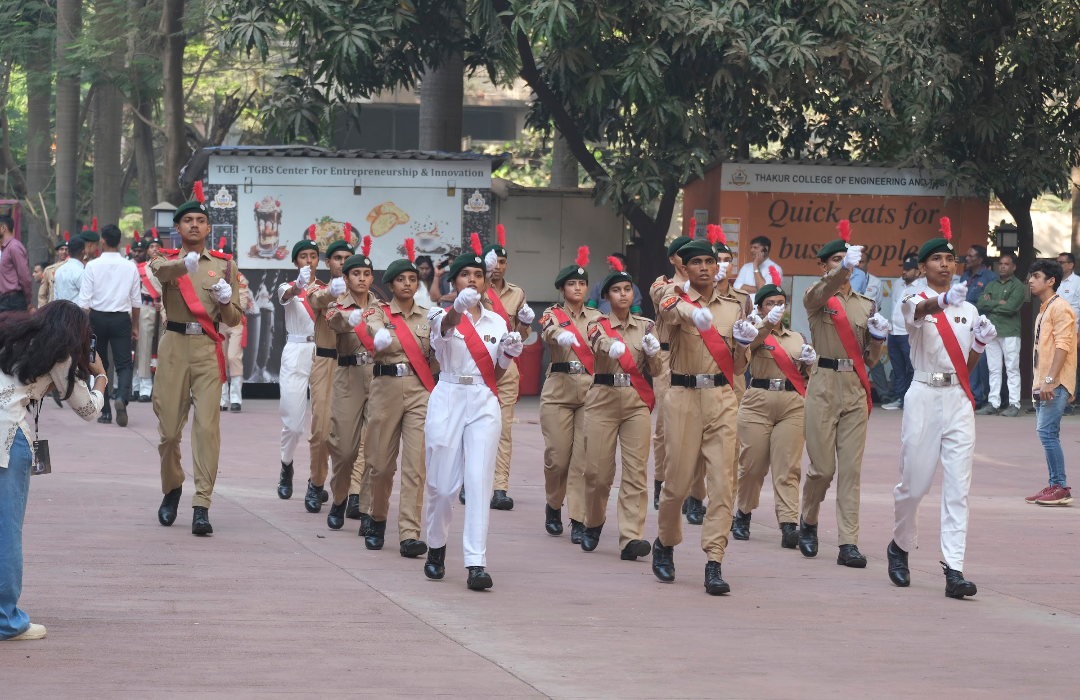 TCEI - TGBS Center For Entrepreneurship & Innovation
THAKUR COLLEGE OF ENGINEERING AND
Quick eats for
busy people